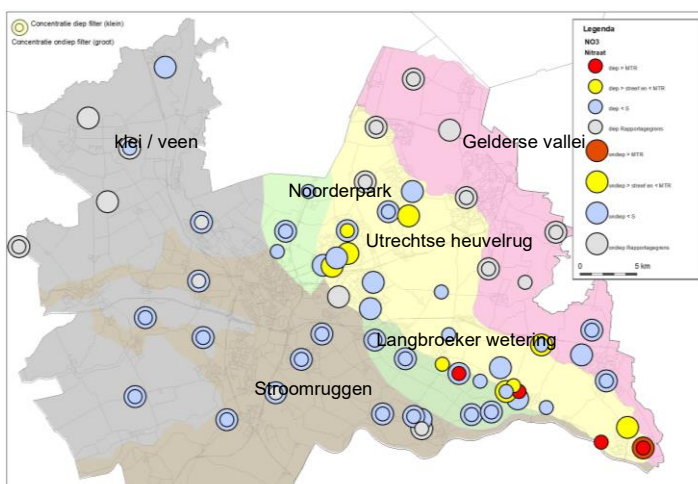 Concentratie diep filter (klein)
Concentratie ondiep filter (groot)
Legenda
NO3
Nitraat
diep > MTR
diep > streef en < MTR
diep < S
diep Rapportagegrens
ondiep > MTR
ondiep > streef en < MTR
ondiep < S
ondiep Rapportagegrens
0 5 km
klei / veen
Gelderse vallei
Noorderpark
Utrechtse heuvelrug
Langbroeker wetering
Stroomruggen